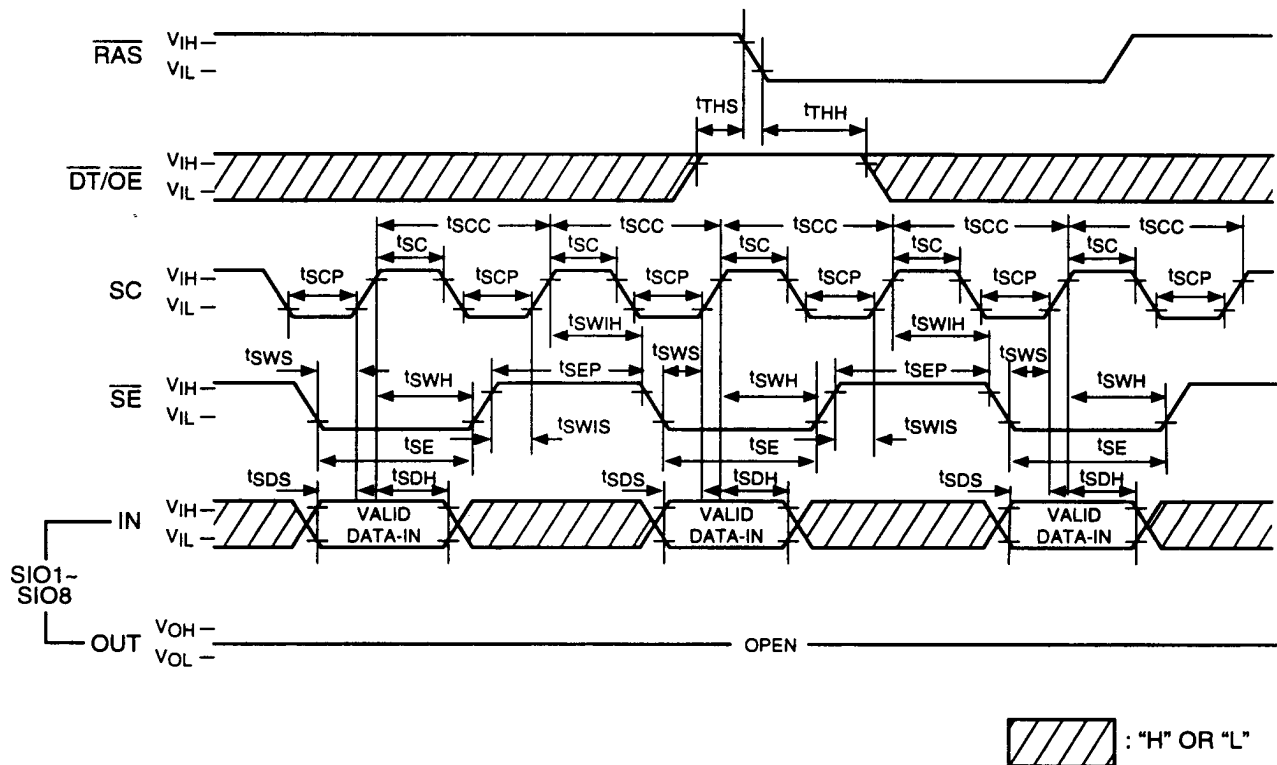 RAS
VIH
VIL
tTHS
tTHH
DT/OE
VIH
VIL
tSCC tSCC tSCC tSCC tSCC
tSC tSC tSC tSC tSC
SC
VIH
VIL
tSCP tSCP tSCP tSCP tSCP tSCP
tSWIH tSWIH
tSWS tSWS tSWS
SE
VIH
VIL
tSWH tSEP tSWH tSEP tSWH
tSWIS tSWIS
tSE tSE tSE
tSDS tSDH tSDS tSDH tSDS tSDH
IN
VIH
VIL
VALID DATA-IN
VALID DATA-IN
VALID DATA-IN
SIO1~
SIO8
OUT
VOH
VOL
OPEN
: "H" OR "L"